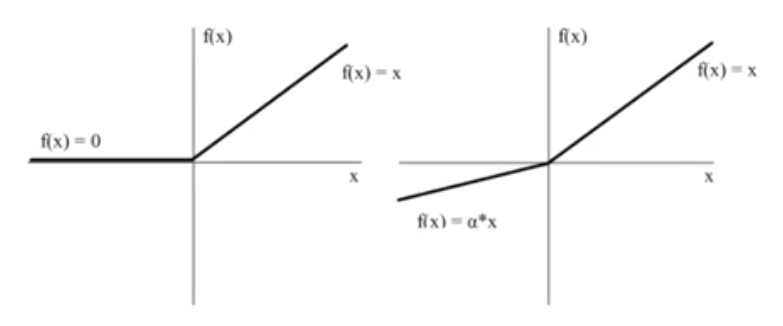 f(x)
f(x) = x
f(x) = 0
x
f(x)
f(x) = x
x
f(x) = α*x